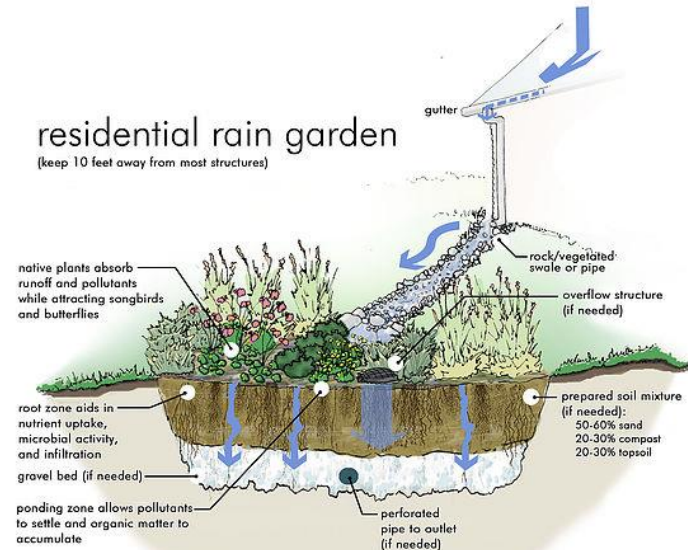 residential rain garden
(keep 10 feet away from most structures)
gutter
rock/vegetated
swale or pipe
native plants absorb
runoff and pollutants
while attracting songbirds
and butterflies
overflow structure
(if needed)
root zone aids in
nutrient uptake,
microbial activity,
and infiltration
prepared soil mixture
(if needed):
50-60% sand
20-30% compost
20-30% topsoil
gravel bed (if needed)
ponding zone allows pollutants
to settle and organic matter to
accumulate
perforated
pipe to outlet
(if needed)